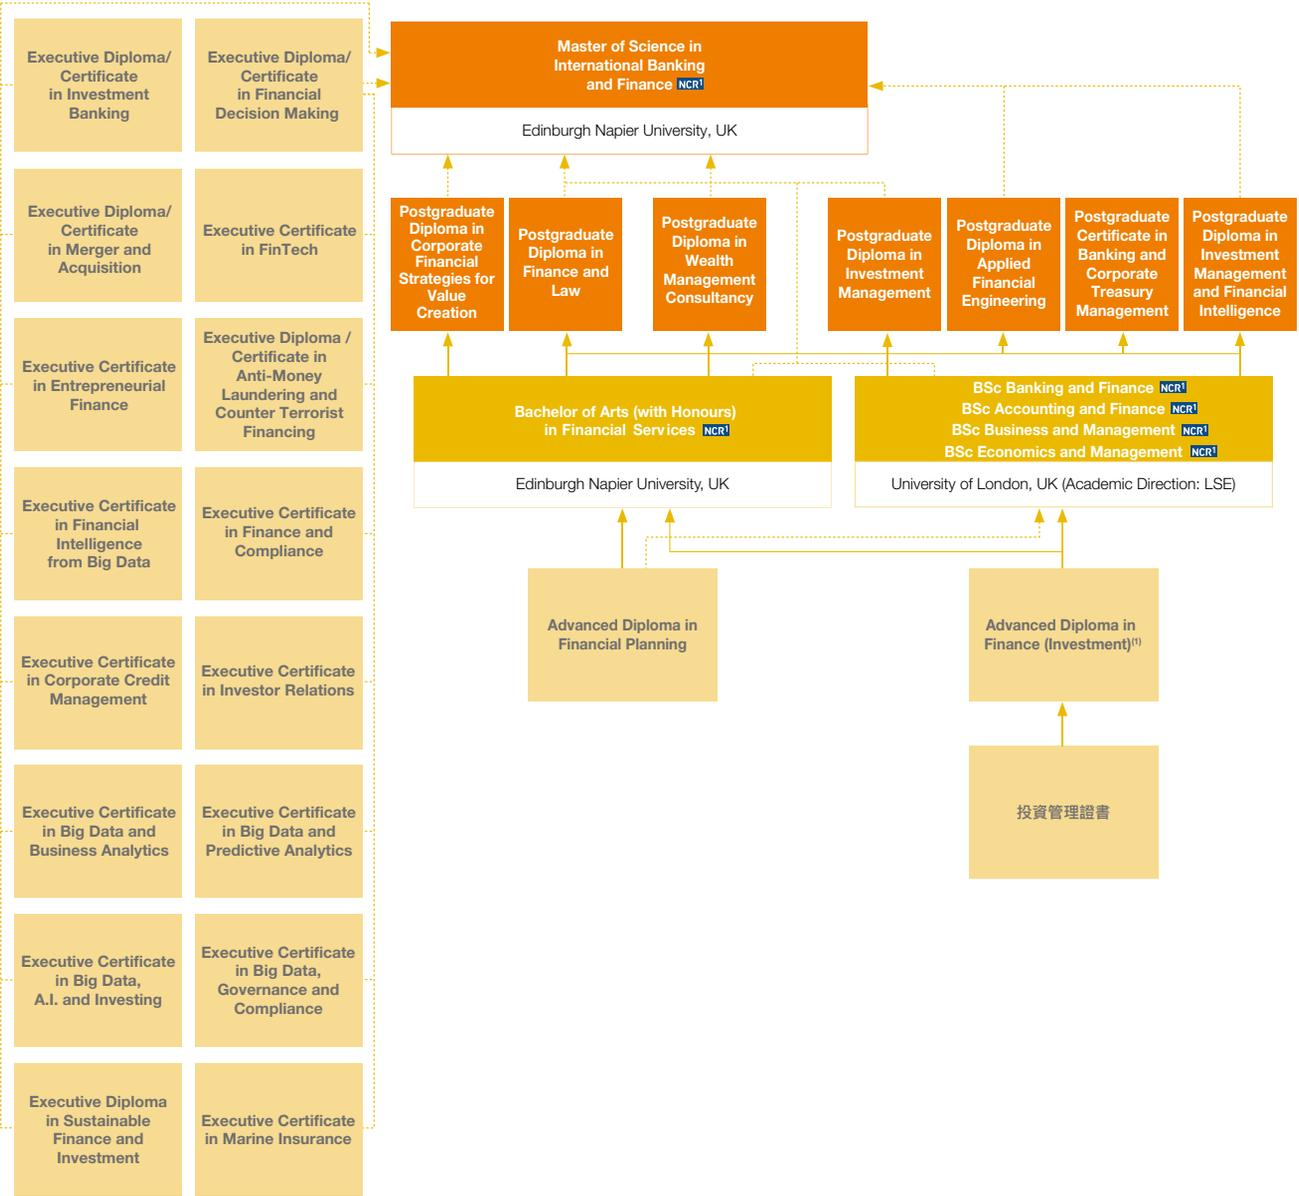 Executive Diploma/
Certificate
in Investment
Banking
Executive Diploma/
Certificate
in Financial
Decision Making
Master of Science in
International Banking
and Finance NCR1
Edinburgh Napier University, UK
Executive Diploma/
Certificate
in Merger and
Acquisition
Executive Certificate
in FinTech
Postgraduate
Diploma in
Corporate
Financial
Strategies for
Value
Creation
Postgraduate
Diploma in
Finance and
Law
Postgraduate
Diploma in
Wealth
Management
Consultancy
Postgraduate
Diploma in
Investment
Management
Postgraduate
Diploma in
Applied
Financial
Engineering
Postgraduate
Certificate in
Banking and
Corporate
Treasury
Management
Postgraduate
Diploma in
Investment
Management
and Financial
Intelligence
Executive Certificate
in Entrepreneurial
Finance
Executive Diploma /
Certificate in
Anti-Money
Laundering and
Counter Terrorist
Financing
Bachelor of Arts (with Honours)
in Financial Services NCR1
Edinburgh Napier University, UK
BSc Banking and Finance NCR1
BSc Accounting and Finance NCR1
BSc Business and Management NCR1
BSc Economics and Management NCR1
University of London, UK (Academic Direction: LSE)
Executive Certificate
in Financial
Intelligence
from Big Data
Executive Certificate
in Finance and
Compliance
Advanced Diploma in
Financial Planning
Advanced Diploma in
Finance (Investment)(1)
Executive Certificate
in Corporate Credit
Management
Executive Certificate
in Investor Relations
投資管理證書
Executive Certificate
in Big Data and
Business Analytics
Executive Certificate
in Big Data and
Predictive Analytics
Executive Certificate
in Big Data,
A.I. and Investing
Executive Certificate
in Big Data,
Governance and
Compliance
Executive Diploma
in Sustainable
Finance and
Investment
Executive Certificate
in Marine Insurance